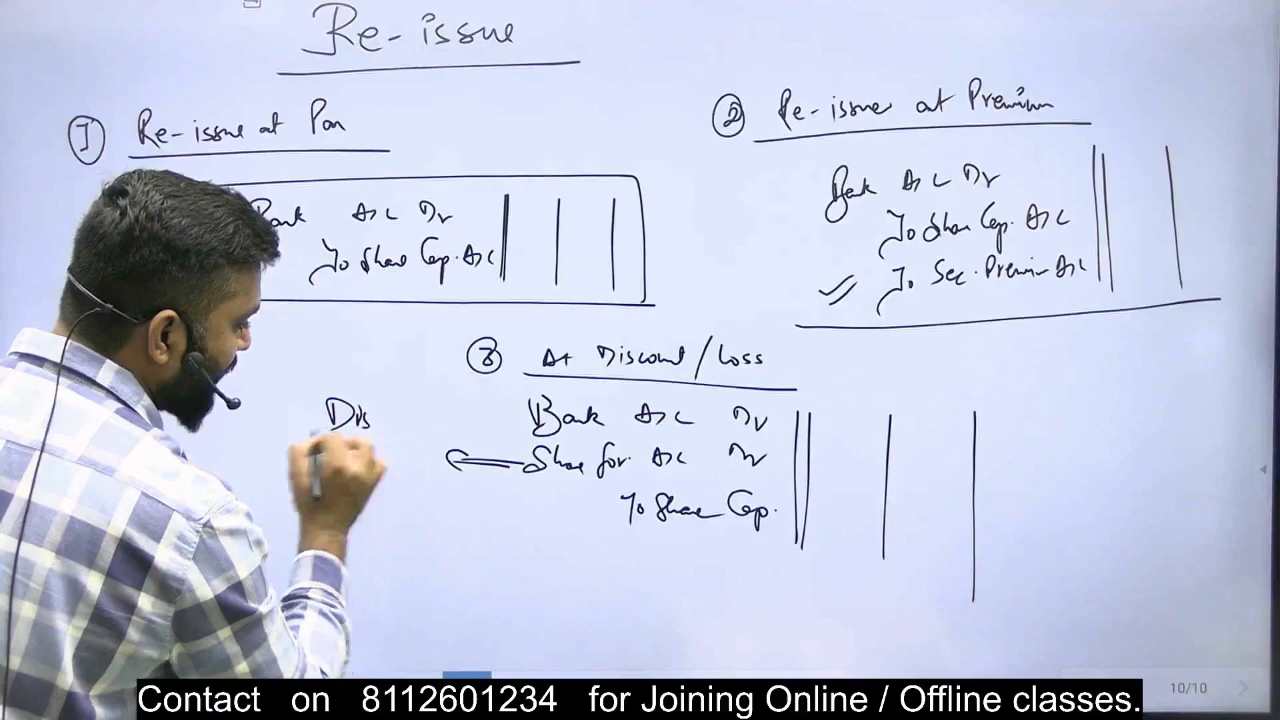 Re-issue
① Re-issue at Par
Bank A/c Dr
To Share Cap. A/c
② Re-issue at Premium
Bank A/c Dr
To Share Cap. A/c
To Sec. Premium A/c
③ At Discount/Loss
Bank A/c Dr
Share for. A/c Dr
To Share Cap.
Dis
Contact on 8112601234 for Joining Online / Offline classes.
10/10